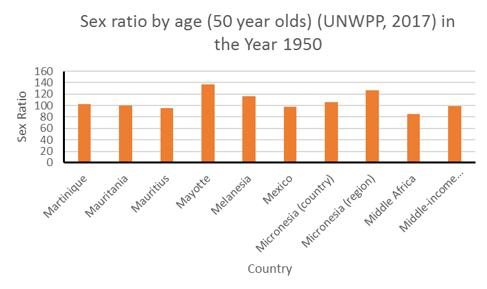 Sex ratio by age (50 year olds) (UNWPP, 2017) in
the Year 1950
160
140
120
100
80
60
40
20
0
Sex Ratio
Martinique
Mauritania
Mauritius
Mayotte
Melanesia
Mexico
Micronesia (country)
Micronesia (region)
Middle Africa
Middle-income...
Country